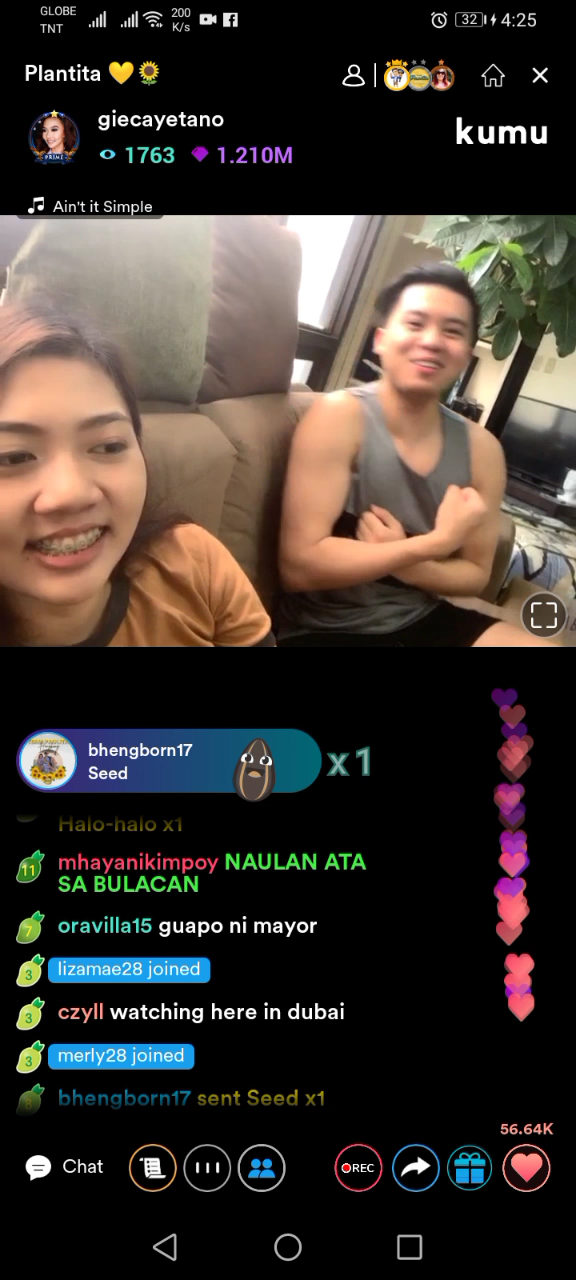 GLOBE
TNT
200
K/s
32
4:25
Plantita 💛🌻
giecayetano
kumu
PRIME
1763
1.210M
Ain't it Simple
bhengborn17
Seed
x1
Halo-halo x1
11 mhayanikimpoy NAULAN ATA
SA BULACAN
7 oravilla15 guapo ni mayor
3 lizamae28 joined
3 czyll watching here in dubai
3 merly28 joined
bhengborn17 sent Seed x1
56.64K
Chat
REC